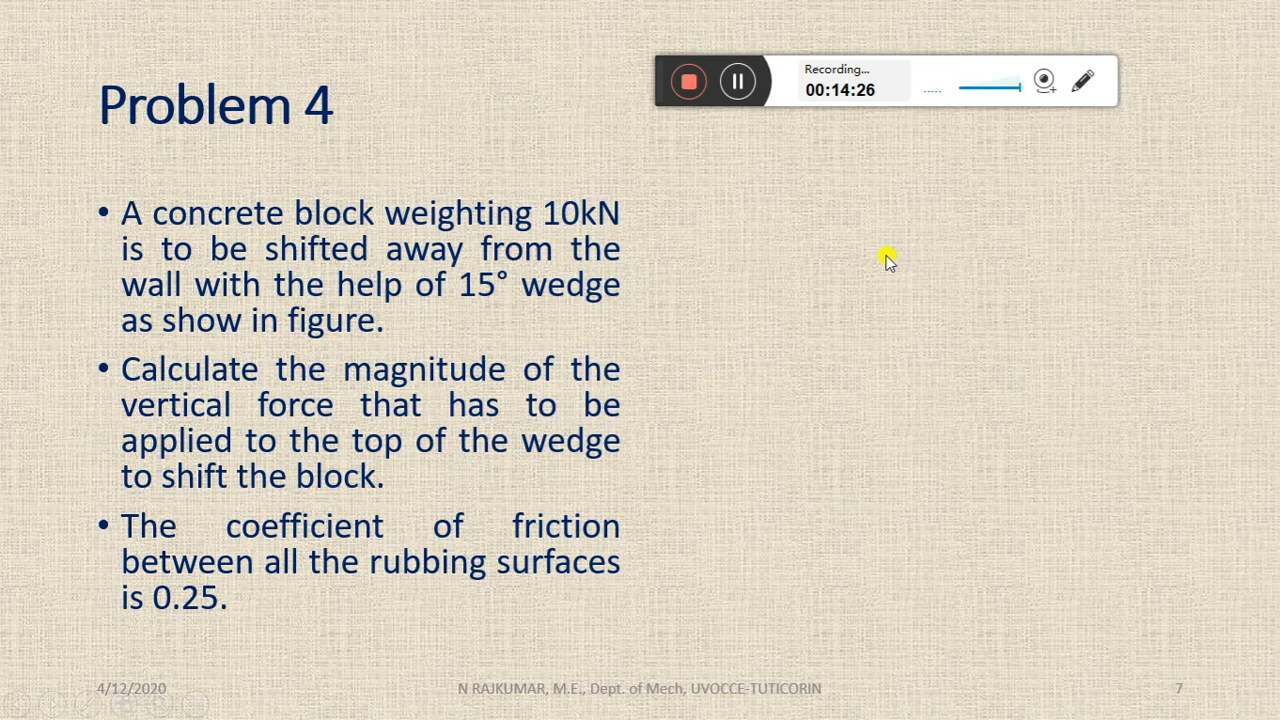 Recording...
00:14:26
Problem 4
• A concrete block weighting 10kN
is to be shifted away from the
wall with the help of 15° wedge
as show in figure.
• Calculate the magnitude of the
vertical force that has to be
applied to the top of the wedge
to shift the block.
• The coefficient of friction
between all the rubbing surfaces
is 0.25.
4/12/2020
N RAJKUMAR, M.E., Dept. of Mech, UVOCCE-TUTICORIN
7